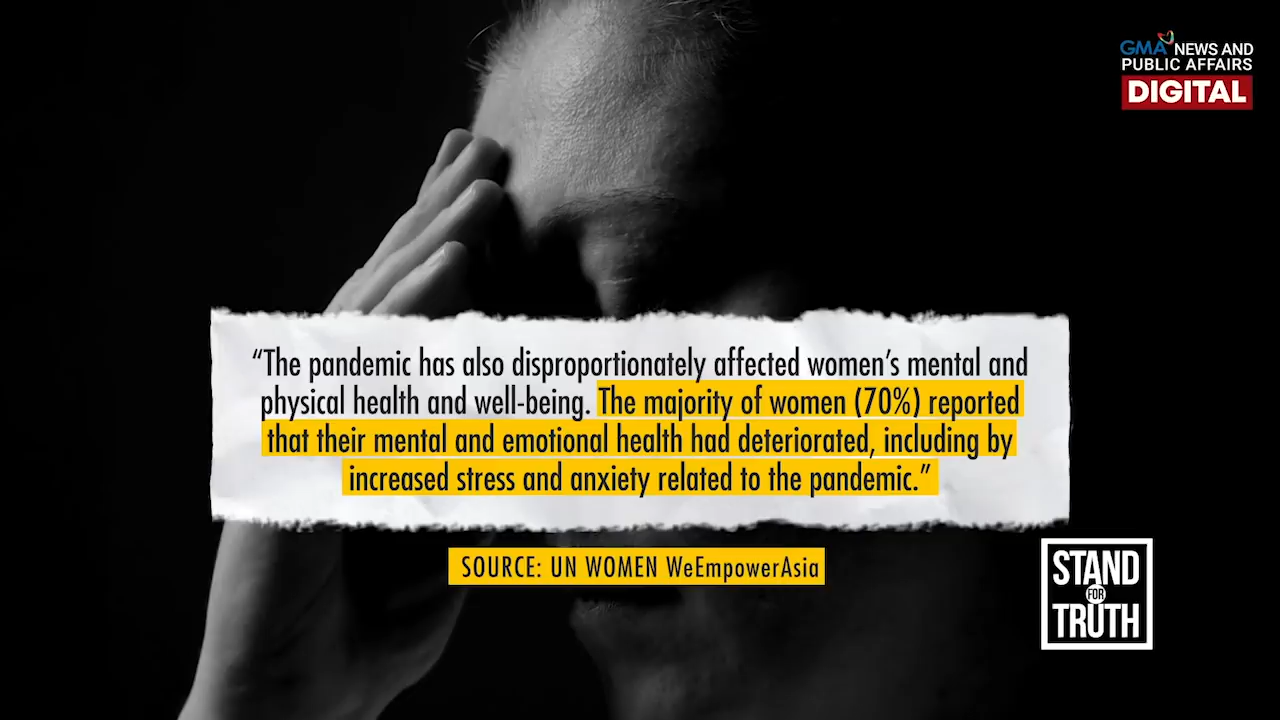 GMA NEWS AND
PUBLIC AFFAIRS
DIGITAL
“The pandemic has also disproportionately affected women’s mental and
physical health and well-being. The majority of women (70%) reported
that their mental and emotional health had deteriorated, including by
increased stress and anxiety related to the pandemic.”
SOURCE: UN WOMEN WeEmpowerAsia
STAND
FOR
TRUTH